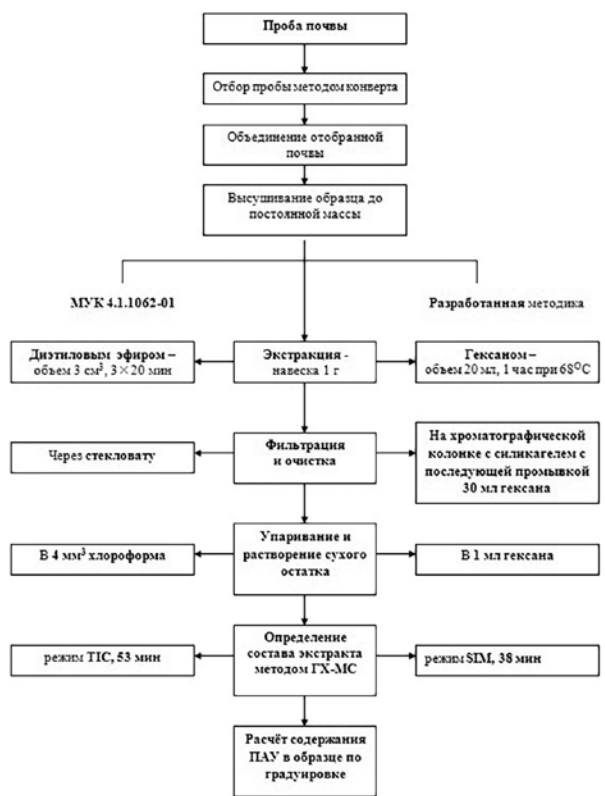 Проба почвы
Отбор пробы методом конверта
Объединение отобранной
почвы
Высушивание образца до
постоянной массы
МУК 4.1.1062-01
Разработанная методика
Диэтиловым эфиром –
объем 3 см³, 3×20 мин
Экстракция -
навеска 1 г
Гексаном –
объем 20 мл, 1 час при 68⁰С
Через стекловату
Фильтрация
и очистка
На хроматографической
колонке с силикагелем с
последующей промывкой
30 мл гексана
В 4 мм³ хлороформа
Упаривание и
растворение сухого
остатка
В 1 мл гексана
режим TIC, 53 мин
Определение
состава экстракта
методом ГХ-МС
режим SIM, 38 мин
Расчёт содержания
ПАУ в образце по
градуировке